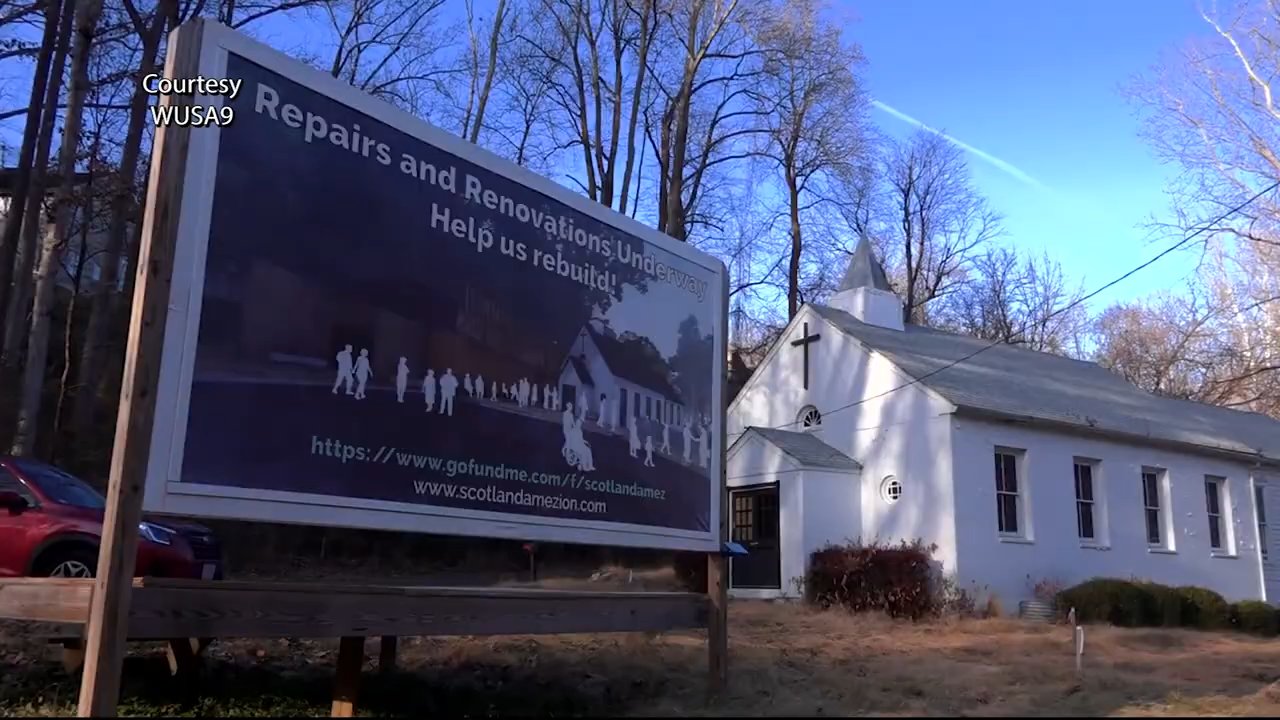 Courtesy
WUSA9
Repairs and Renovations Underway
Help us rebuild!
https://www.gofundme.com/f/scotlandamez
www.scotlandamezion.com